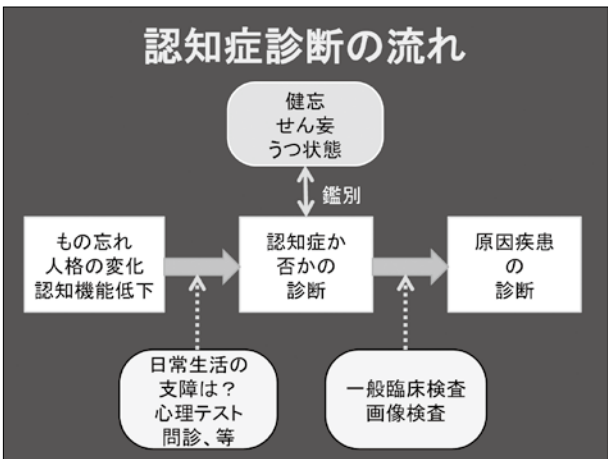 認知症診断の流れ
健忘
せん妄
うつ状態
鑑別
もの忘れ
人格の変化
認知機能低下
認知症か
否かの
診断
原因疾患
の
診断
日常生活の
支障は?
心理テスト
問診、等
一般臨床検査
画像検査